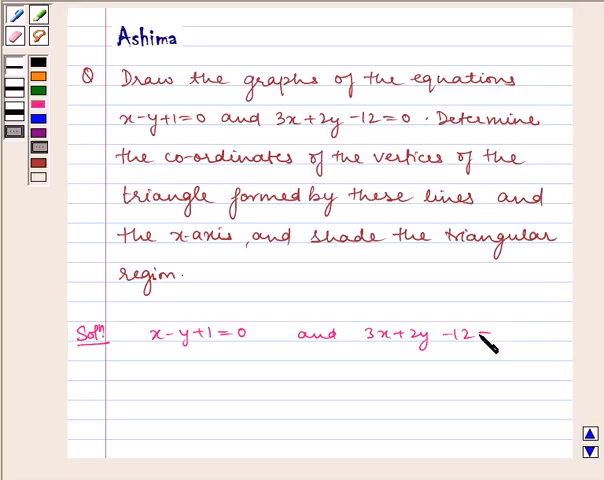 Ashima
Q Draw the graphs of the equations
x-y+1=0 and 3x+2y-12=0. Determine
the co-ordinates of the vertices of the
triangle formed by these lines and
the x-axis, and shade the triangular
region.
Solⁿ. x-y+1=0 and 3x+2y-12=